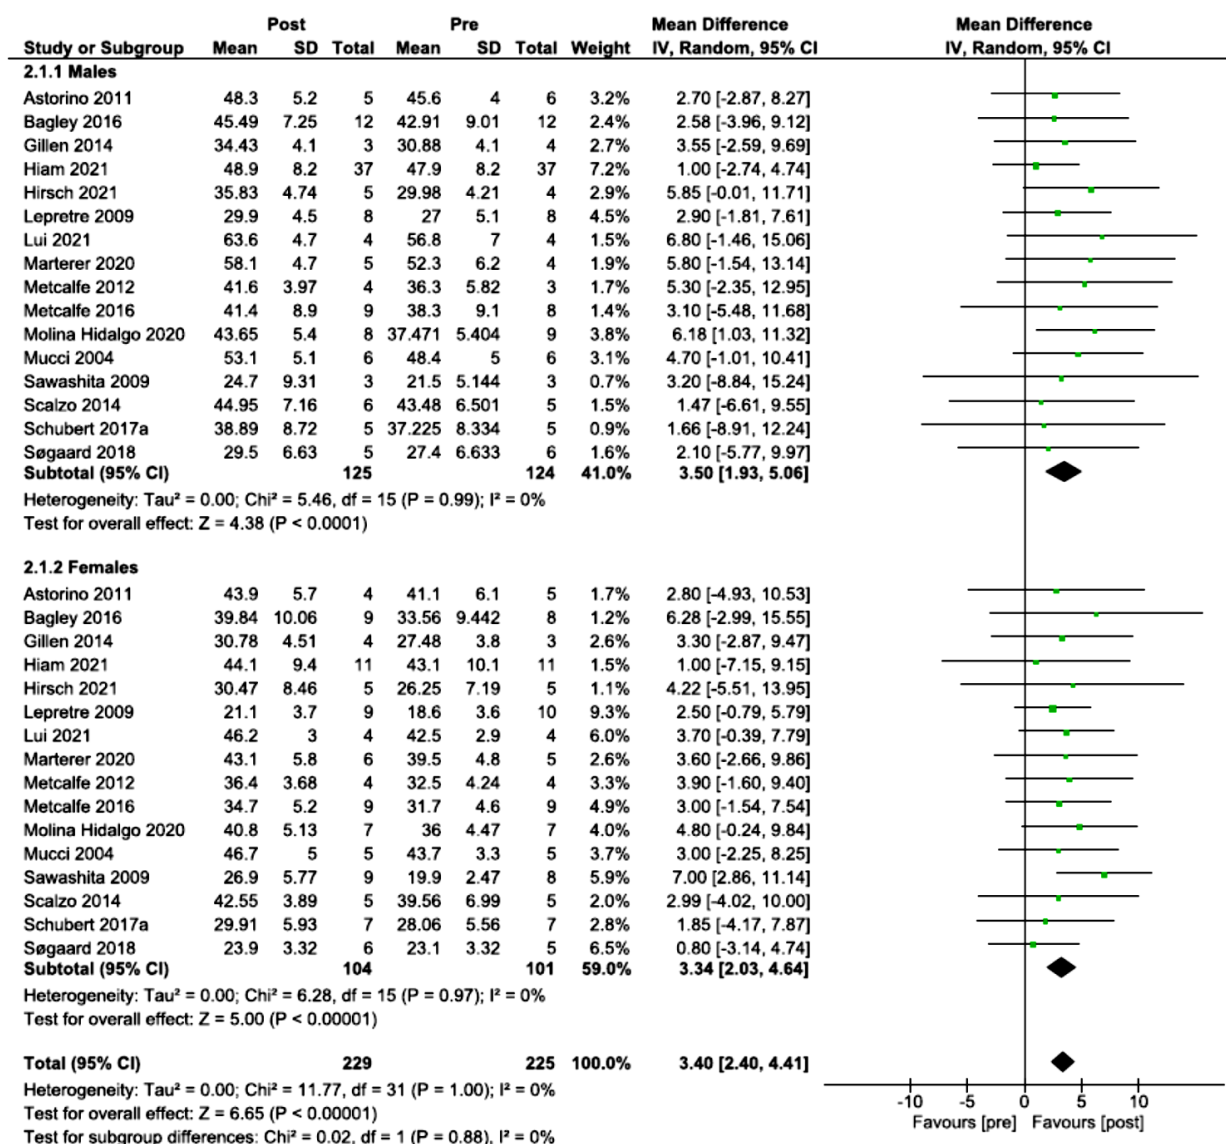 Post Pre Mean Difference Mean Difference
Study or Subgroup Mean SD Total Mean SD Total Weight IV, Random, 95% CI IV, Random, 95% CI
2.1.1 Males
Astorino 2011 48.3 5.2 5 45.6 4 6 3.2% 2.70 [-2.87, 8.27]
Bagley 2016 45.49 7.25 12 42.91 9.01 12 2.4% 2.58 [-3.96, 9.12]
Gillen 2014 34.43 4.1 3 30.88 4.1 4 2.7% 3.55 [-2.59, 9.69]
Hiam 2021 48.9 8.2 37 47.9 8.2 37 7.2% 1.00 [-2.74, 4.74]
Hirsch 2021 35.83 4.74 5 29.98 4.21 4 2.9% 5.85 [-0.01, 11.71]
Lepretre 2009 29.9 4.5 8 27 5.1 8 4.5% 2.90 [-1.81, 7.61]
Lui 2021 63.6 4.7 4 56.8 7 4 1.5% 6.80 [-1.46, 15.06]
Marterer 2020 58.1 4.7 5 52.3 6.2 4 1.9% 5.80 [-1.54, 13.14]
Metcalfe 2012 41.6 3.97 4 36.3 5.82 3 1.7% 5.30 [-2.35, 12.95]
Metcalfe 2016 41.4 8.9 9 38.3 9.1 8 1.4% 3.10 [-5.48, 11.68]
Molina Hidalgo 2020 43.65 5.4 8 37.471 5.404 9 3.8% 6.18 [1.03, 11.32]
Mucci 2004 53.1 5.1 6 48.4 5 6 3.1% 4.70 [-1.01, 10.41]
Sawashita 2009 24.7 9.31 3 21.5 5.144 3 0.7% 3.20 [-8.84, 15.24]
Scalzo 2014 44.95 7.16 6 43.48 6.501 5 1.5% 1.47 [-6.61, 9.55]
Schubert 2017a 38.89 8.72 5 37.225 8.334 5 0.9% 1.66 [-8.91, 12.24]
Søgaard 2018 29.5 6.63 5 27.4 6.633 6 1.6% 2.10 [-5.77, 9.97]
Subtotal (95% CI) 125 124 41.0% 3.50 [1.93, 5.06]
Heterogeneity: Tau² = 0.00; Chi² = 5.46, df = 15 (P = 0.99); I² = 0%
Test for overall effect: Z = 4.38 (P < 0.0001)
2.1.2 Females
Astorino 2011 43.9 5.7 4 41.1 6.1 5 1.7% 2.80 [-4.93, 10.53]
Bagley 2016 39.84 10.06 9 33.56 9.442 8 1.2% 6.28 [-2.99, 15.55]
Gillen 2014 30.78 4.51 4 27.48 3.8 3 2.6% 3.30 [-2.87, 9.47]
Hiam 2021 44.1 9.4 11 43.1 10.1 11 1.5% 1.00 [-7.15, 9.15]
Hirsch 2021 30.47 8.46 5 26.25 7.19 5 1.1% 4.22 [-5.51, 13.95]
Lepretre 2009 21.1 3.7 9 18.6 3.6 10 9.3% 2.50 [-0.79, 5.79]
Lui 2021 46.2 3 4 42.5 2.9 4 6.0% 3.70 [-0.39, 7.79]
Marterer 2020 43.1 5.8 6 39.5 4.8 5 2.6% 3.60 [-2.66, 9.86]
Metcalfe 2012 36.4 3.68 4 32.5 4.24 4 3.3% 3.90 [-1.60, 9.40]
Metcalfe 2016 34.7 5.2 9 31.7 4.6 9 4.9% 3.00 [-1.54, 7.54]
Molina Hidalgo 2020 40.8 5.13 7 36 4.47 7 4.0% 4.80 [-0.24, 9.84]
Mucci 2004 46.7 5 5 43.7 3.3 5 3.7% 3.00 [-2.25, 8.25]
Sawashita 2009 26.9 5.77 9 19.9 2.47 8 5.9% 7.00 [2.86, 11.14]
Scalzo 2014 42.55 3.89 5 39.56 6.99 5 2.0% 2.99 [-4.02, 10.00]
Schubert 2017a 29.91 5.93 7 28.06 5.56 7 2.8% 1.85 [-4.17, 7.87]
Søgaard 2018 23.9 3.32 6 23.1 3.32 5 6.5% 0.80 [-3.14, 4.74]
Subtotal (95% CI) 104 101 59.0% 3.34 [2.03, 4.64]
Heterogeneity: Tau² = 0.00; Chi² = 6.28, df = 15 (P = 0.97); I² = 0%
Test for overall effect: Z = 5.00 (P < 0.00001)
Total (95% CI) 229 225 100.0% 3.40 [2.40, 4.41]
Heterogeneity: Tau² = 0.00; Chi² = 11.77, df = 31 (P = 1.00); I² = 0%
Test for overall effect: Z = 6.65 (P < 0.00001)
Test for subgroup differences: Chi² = 0.02, df = 1 (P = 0.88), I² = 0%
-10 -5 0 5 10
Favours [pre] Favours [post]